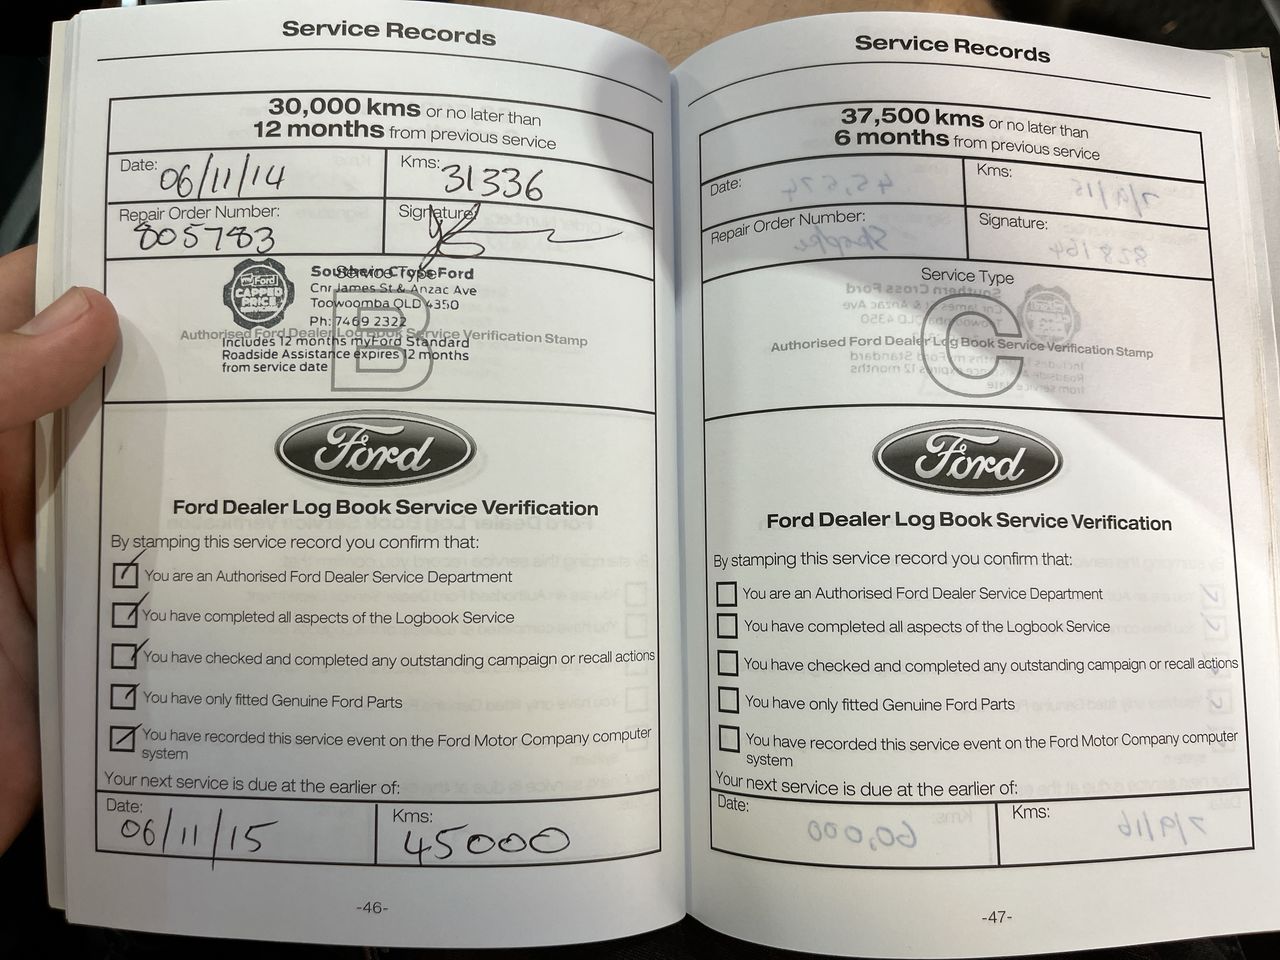 Service Records
30,000 kms or no later than
12 months from previous service
Date: 06/11/14
Kms: 31336
Repair Order Number: 805783
Signature:
Service Type
Southern Cross Ford
Cnr James St & Anzac Ave
Toowoomba QLD 4350
Ph: 7469 2322
Authorised Ford Dealer Log Book Service Verification Stamp
Includes 12 months myFord Standard
Roadside Assistance expires 12 months
from service date
myFord
CAPPED
PRICE
B
Ford
Ford Dealer Log Book Service Verification
By stamping this service record you confirm that:
You are an Authorised Ford Dealer Service Department
You have completed all aspects of the Logbook Service
You have checked and completed any outstanding campaign or recall actions
You have only fitted Genuine Ford Parts
You have recorded this service event on the Ford Motor Company computer
system
Your next service is due at the earlier of:
Date: 06/11/15
Kms: 45000
-46-
Service Records
37,500 kms or no later than
6 months from previous service
Date:
Kms:
Repair Order Number:
Signature:
Service Type
Authorised Ford Dealer Log Book Service Verification Stamp
C
Ford
Ford Dealer Log Book Service Verification
By stamping this service record you confirm that:
You are an Authorised Ford Dealer Service Department
You have completed all aspects of the Logbook Service
You have checked and completed any outstanding campaign or recall actions
You have only fitted Genuine Ford Parts
You have recorded this service event on the Ford Motor Company computer
system
Your next service is due at the earlier of:
Date:
Kms:
-47-